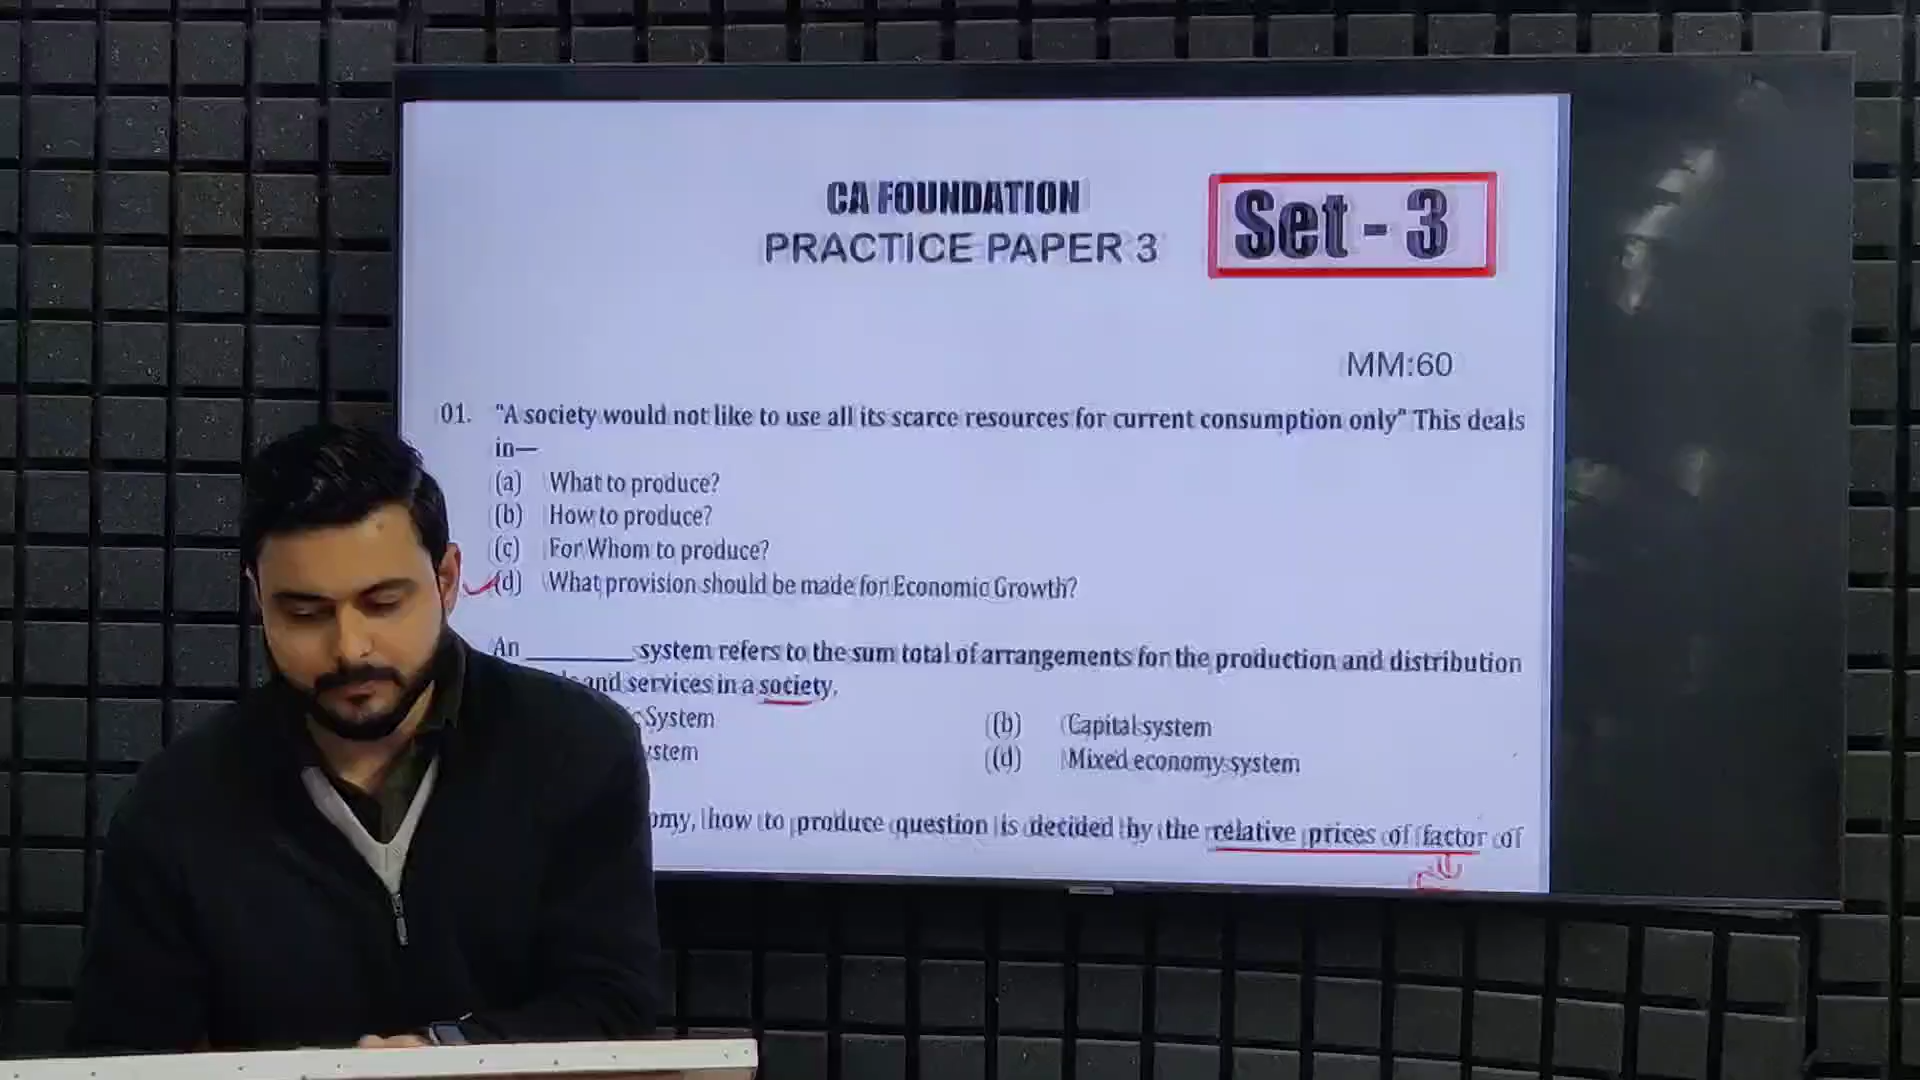 CA FOUNDATION
PRACTICE PAPER 3
Set - 3
MM:60
01. "A society would not like to use all its scarce resources for current consumption only" This deals
in—
(a) What to produce?
(b) How to produce?
(c) For Whom to produce?
(d) What provision should be made for Economic Growth?
An ________ system refers to the sum total of arrangements for the production and distribution
and services in a society.
System
(b) Capital system
(d) Mixed economy system
how to produce question is decided by the relative prices of factor of